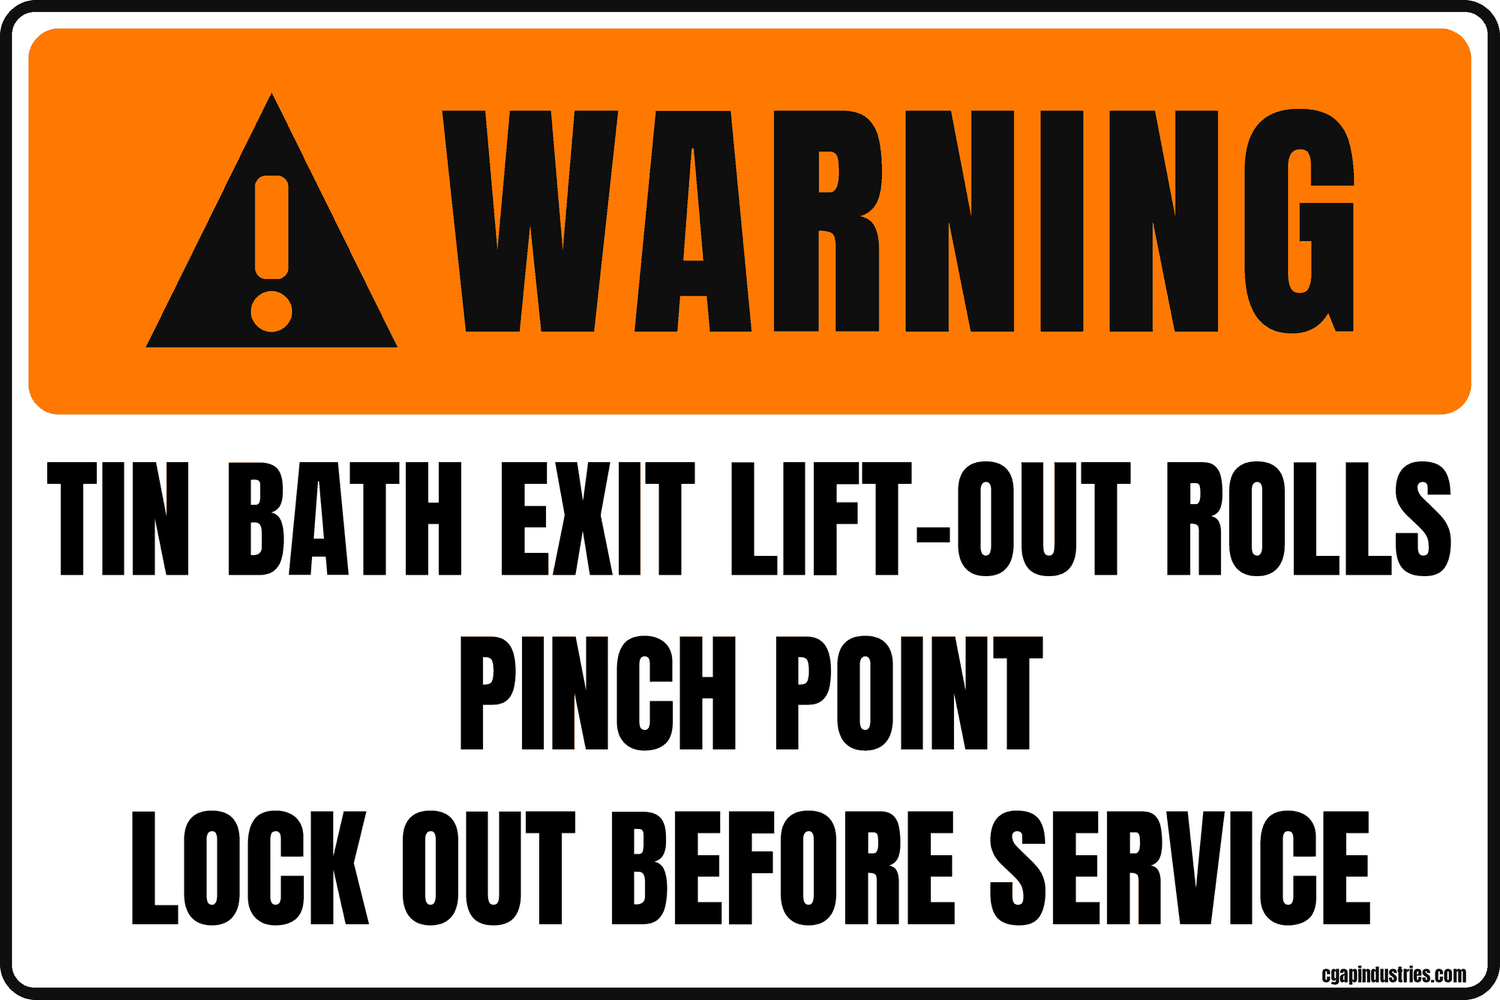 WARNING
TIN BATH EXIT LIFT-OUT ROLLS
PINCH POINT
LOCK OUT BEFORE SERVICE
cgapindustries.com